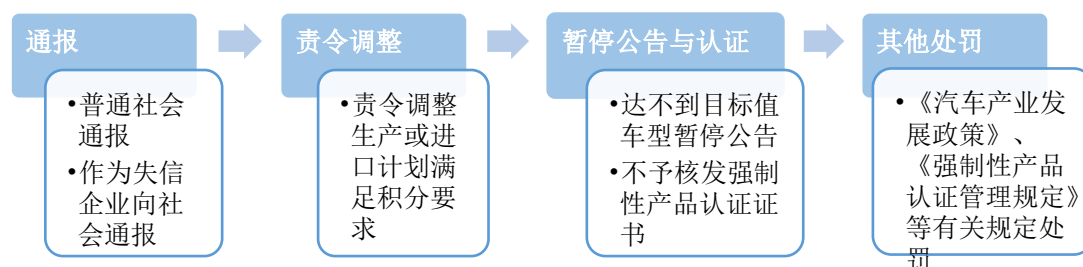 通报
•普通社会
通报
•作为失信
企业向社
会通报
责令调整
•责令调整
生产或进
口计划满
足积分要
求
暂停公告与认证
•达不到目标值
车型暂停公告
•不予核发强制
性产品认证证
书
其他处罚
•《汽车产业发
展政策》、
《强制性产品
认证管理规定》
等有关规定处
罚